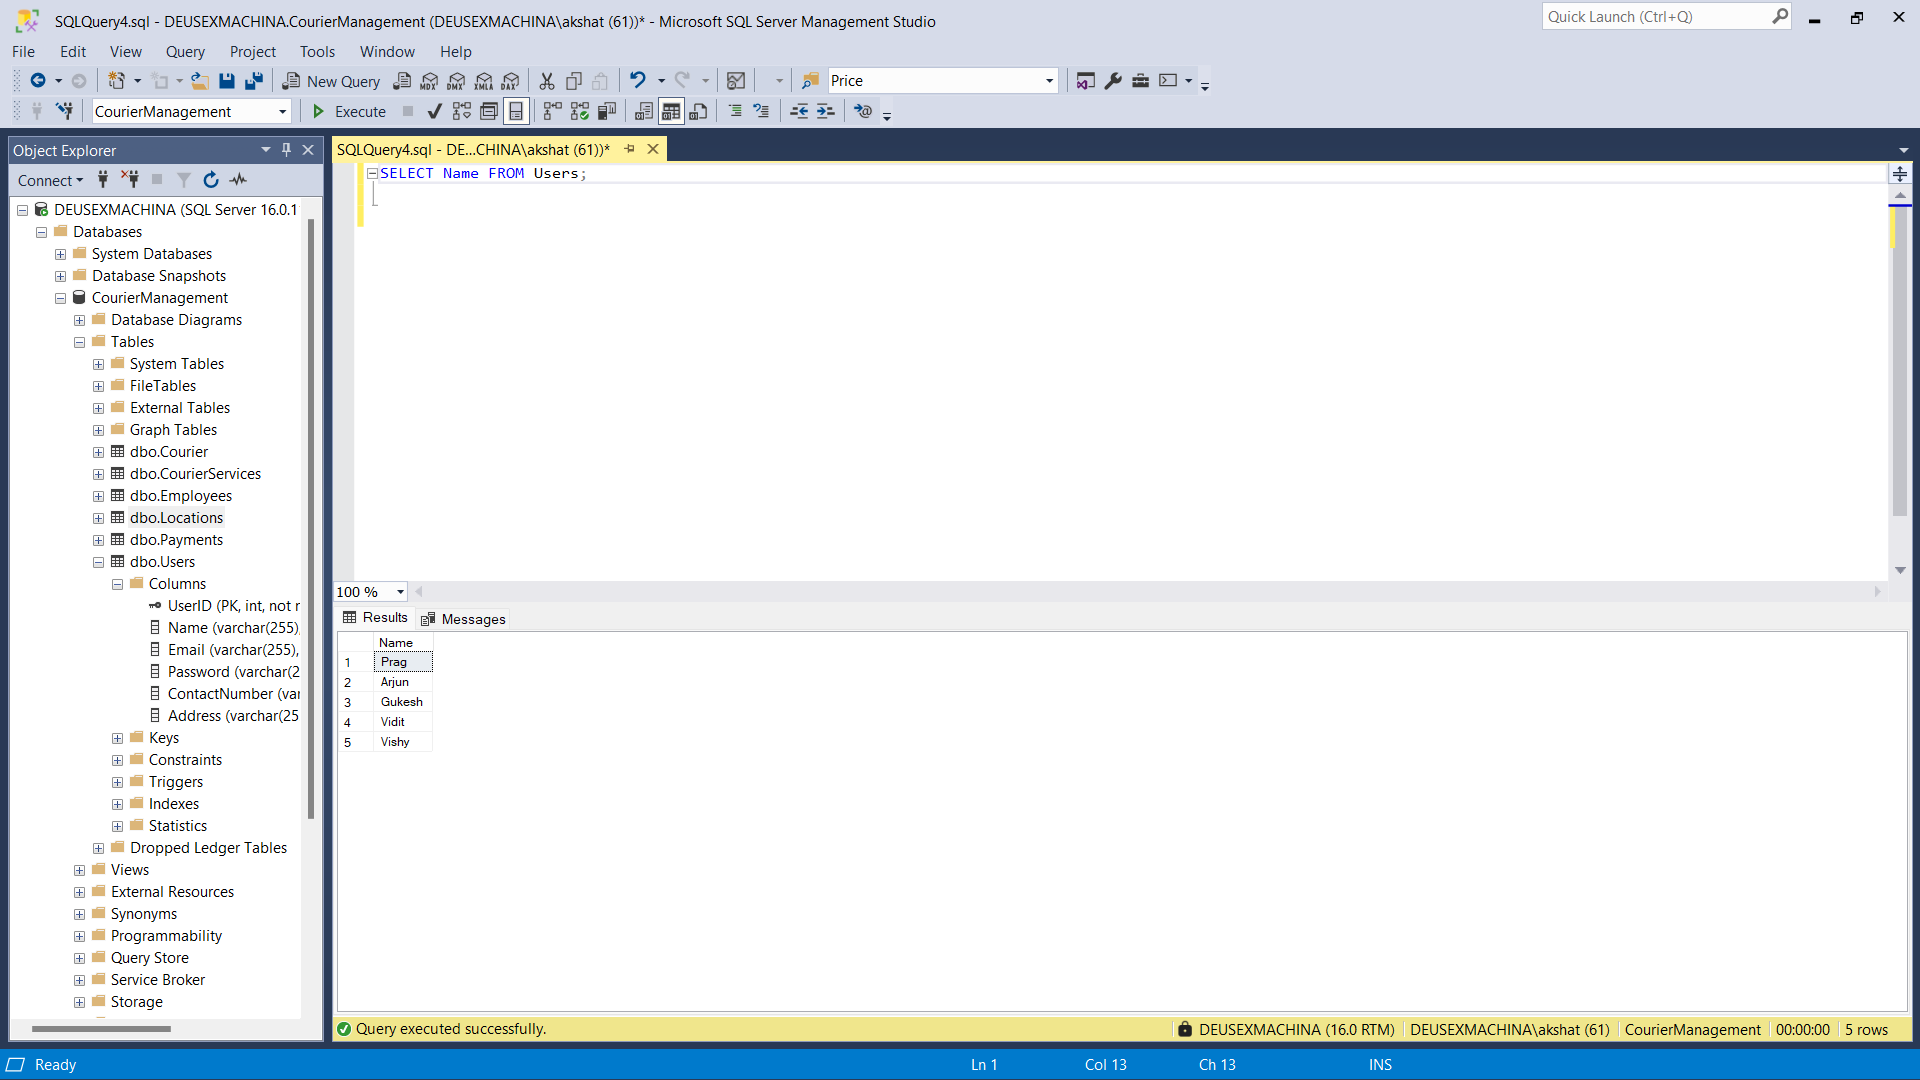 SQLQuery4.sql - DEUSEXMACHINA.CourierManagement (DEUSEXMACHINA\akshat (61))* - Microsoft SQL Server Management Studio
Quick Launch (Ctrl+Q)
File Edit View Query Project Tools Window Help
New Query MDX DMX XMLA DAX Price
CourierManagement Execute
Object Explorer
SQLQuery4.sql - DE...CHINA\akshat (61))*
Connect
SELECT Name FROM Users;
DEUSEXMACHINA (SQL Server 16.0.1
Databases
System Databases
Database Snapshots
CourierManagement
Database Diagrams
Tables
System Tables
FileTables
External Tables
Graph Tables
dbo.Courier
dbo.CourierServices
dbo.Employees
dbo.Locations
dbo.Payments
dbo.Users
Columns
UserID (PK, int, not r
Name (varchar(255),
Email (varchar(255),
Password (varchar(2
ContactNumber (var
Address (varchar(25
Keys
Constraints
Triggers
Indexes
Statistics
Dropped Ledger Tables
Views
External Resources
Synonyms
Programmability
Query Store
Service Broker
Storage
100 %
Results Messages
Name
1 Prag
2 Arjun
3 Gukesh
4 Vidit
5 Vishy
Query executed successfully.
DEUSEXMACHINA (16.0 RTM) DEUSEXMACHINA\akshat (61) CourierManagement 00:00:00 5 rows
Ready Ln 1 Col 13 Ch 13 INS